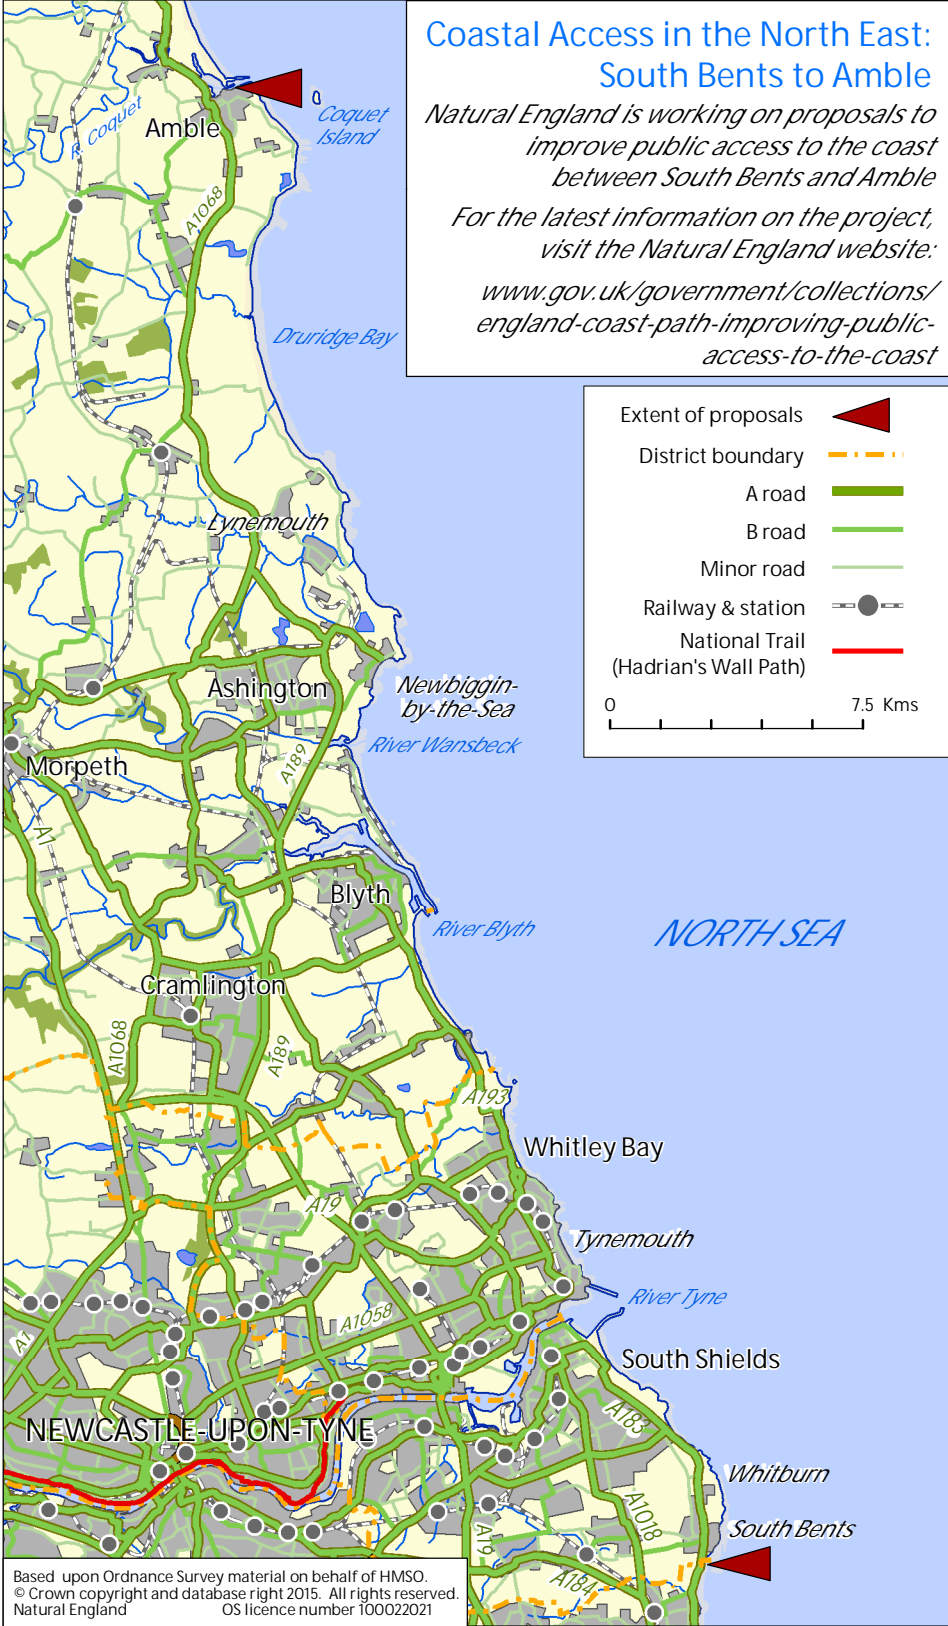 Coastal Access in the North East:
South Bents to Amble
Natural England is working on proposals to
improve public access to the coast
between South Bents and Amble
For the latest information on the project,
visit the Natural England website:
www.gov.uk/government/collections/
england-coast-path-improving-public-
access-to-the-coast
Extent of proposals
District boundary
A road
B road
Minor road
Railway & station
National Trail
(Hadrian's Wall Path)
0 7.5 Kms
R. Coquet
Amble
Coquet
Island
A1068
Druridge Bay
Lynemouth
Ashington
Newbiggin-
by-the-Sea
River Wansbeck
A189
Morpeth
A1
Blyth
River Blyth
NORTH SEA
Cramlington
A1068
A189
A193
Whitley Bay
A19
Tynemouth
River Tyne
A1058
A1
South Shields
A183
NEWCASTLE-UPON-TYNE
Whitburn
A1018
South Bents
A19
A184
Based upon Ordnance Survey material on behalf of HMSO.
© Crown copyright and database right 2015. All rights reserved.
Natural England OS licence number 100022021